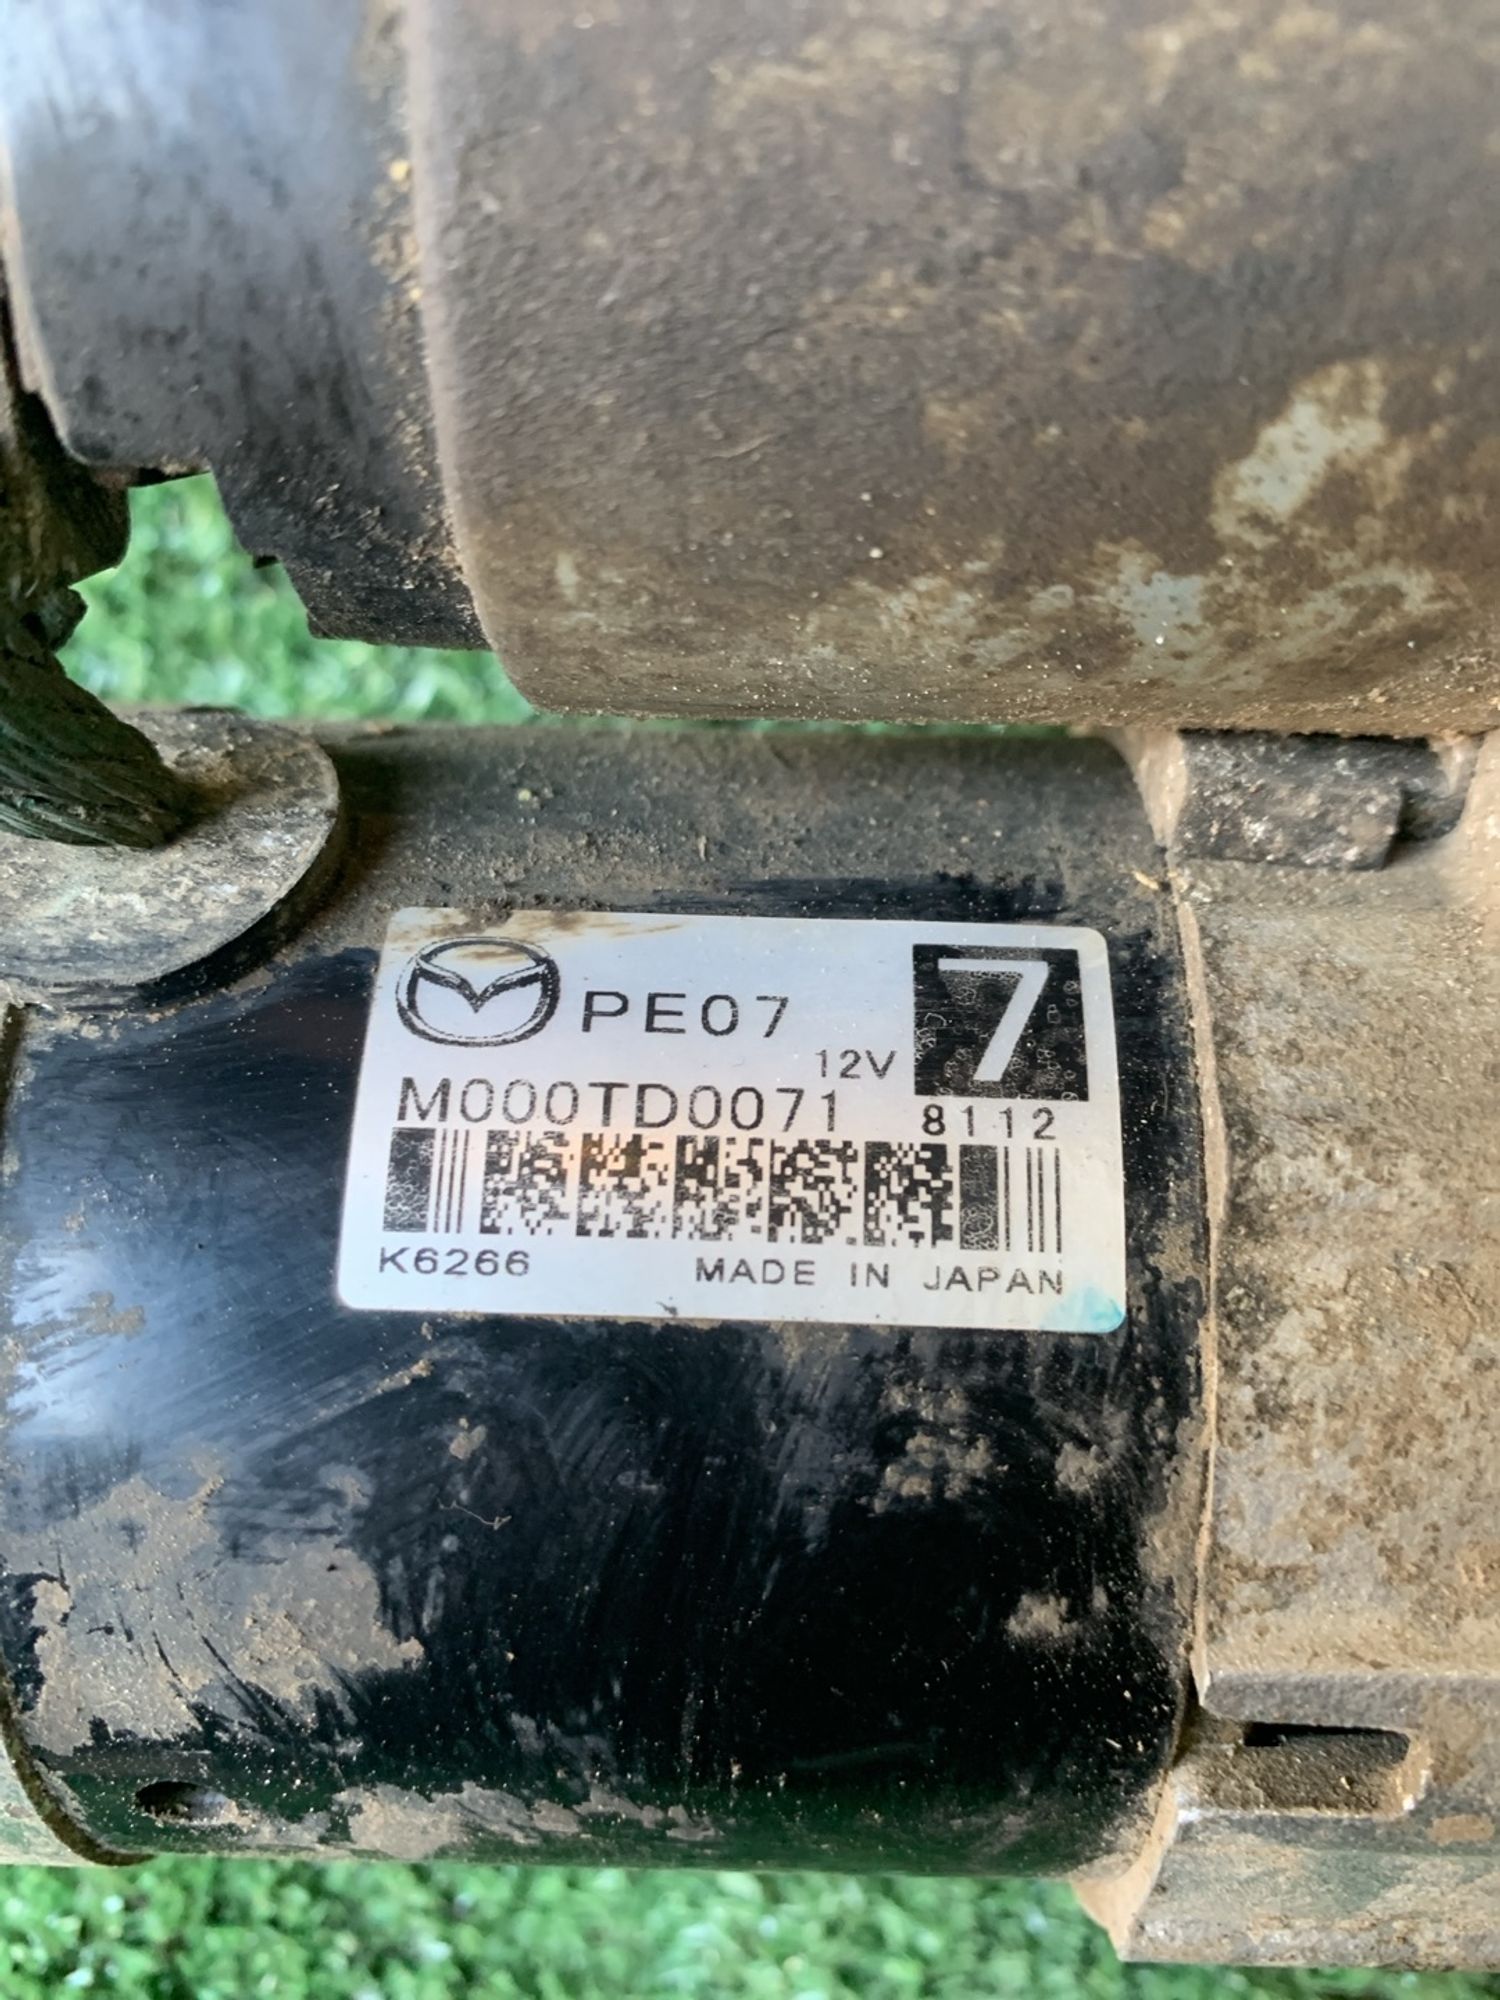 PE07
7
12V
M000TD0071
8112
K6266 MADE IN JAPAN